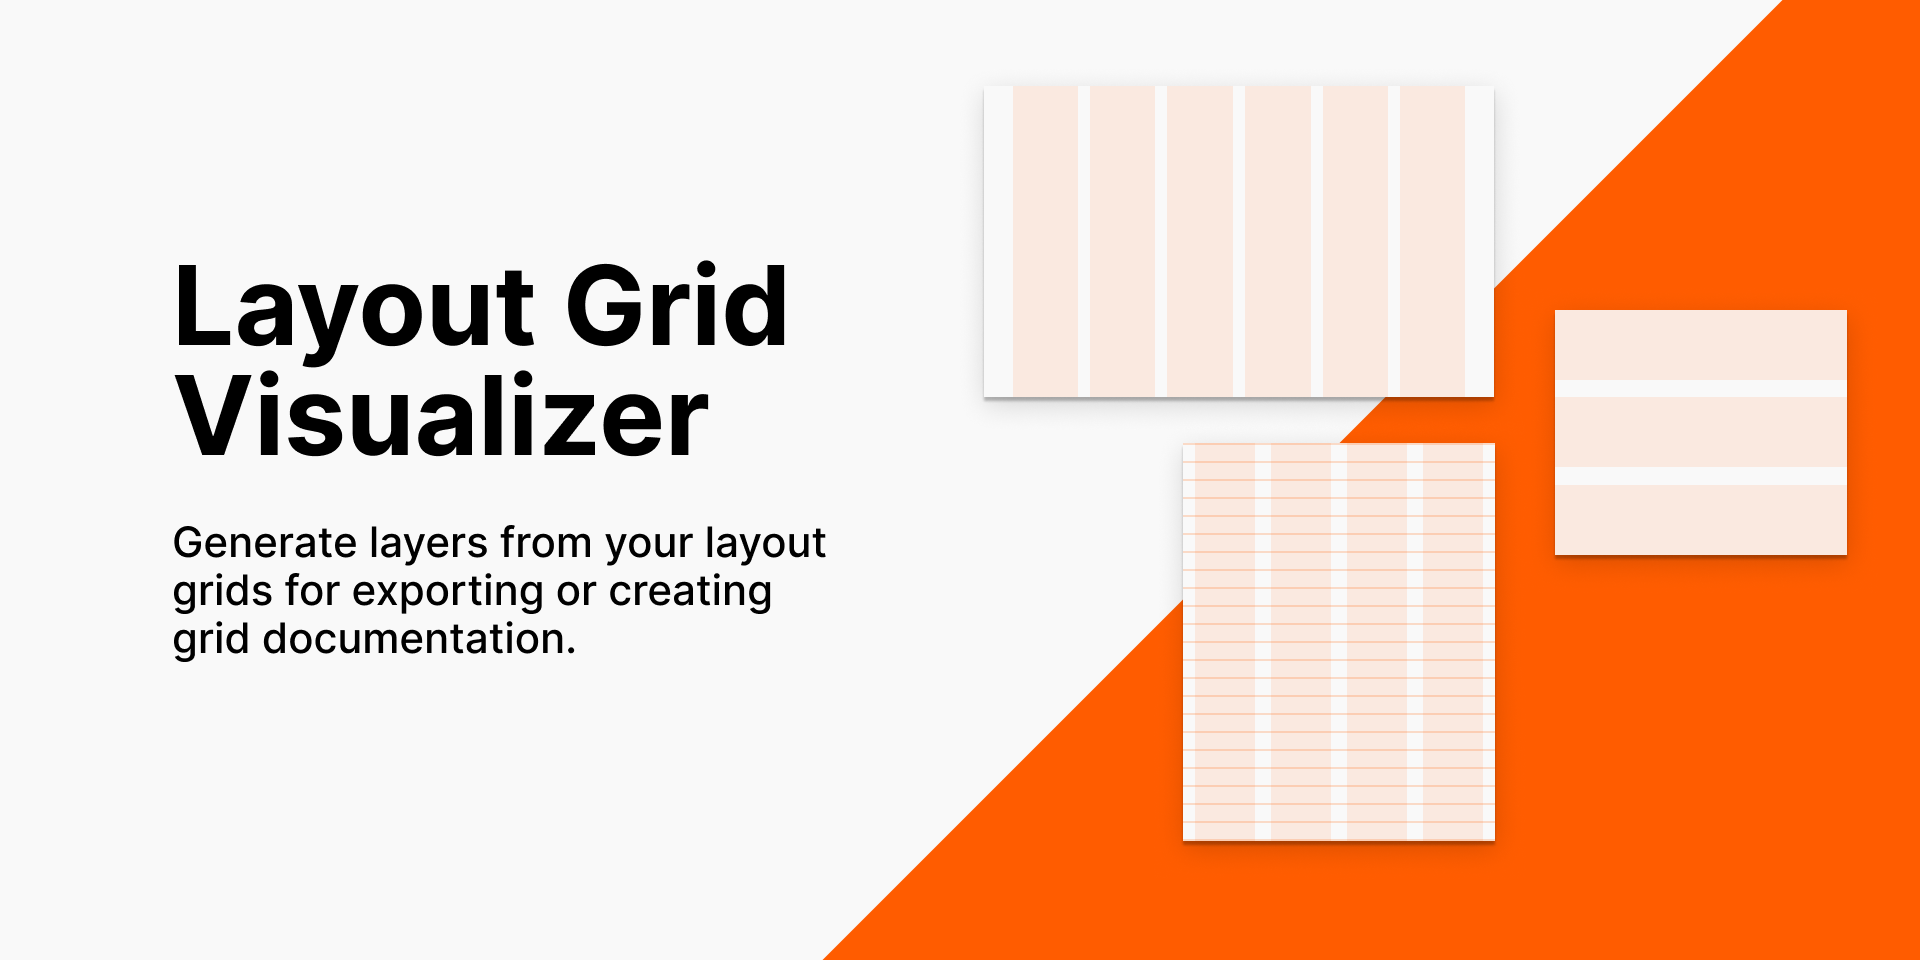 Layout Grid
Visualizer
Generate layers from your layout
grids for exporting or creating
grid documentation.